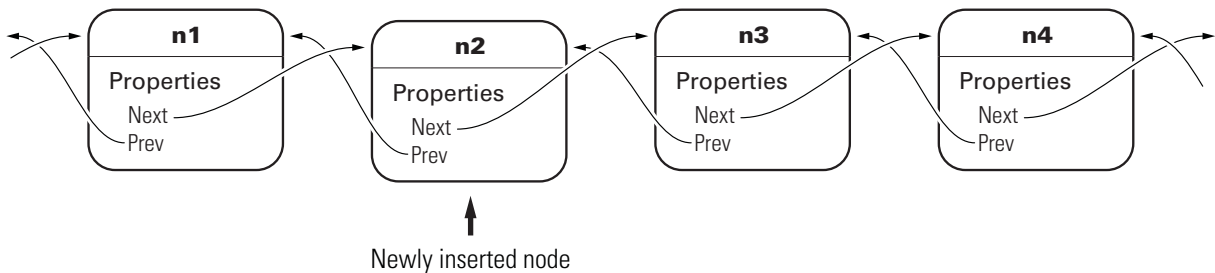 n1
Properties
Next
Prev
n2
Properties
Next
Prev
n3
Properties
Next
Prev
n4
Properties
Next
Prev
Newly inserted node